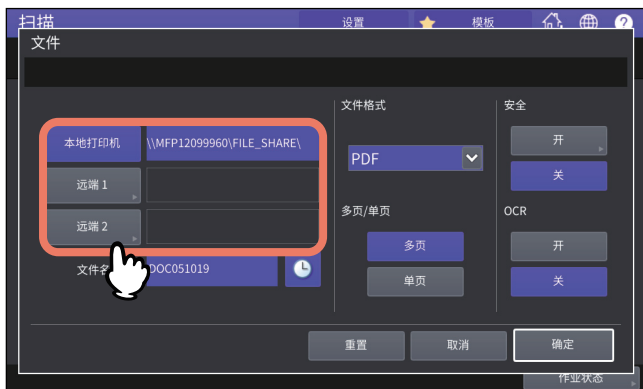 扫描
设置
模板
?
文件
文件格式
安全
本地打印机
\\MFP12099960\FILE_SHARE\
开
PDF
关
远端 1
多页/单页
OCR
远端 2
多页
开
文件名
DOC051019
单页
关
重置
取消
确定
作业状态